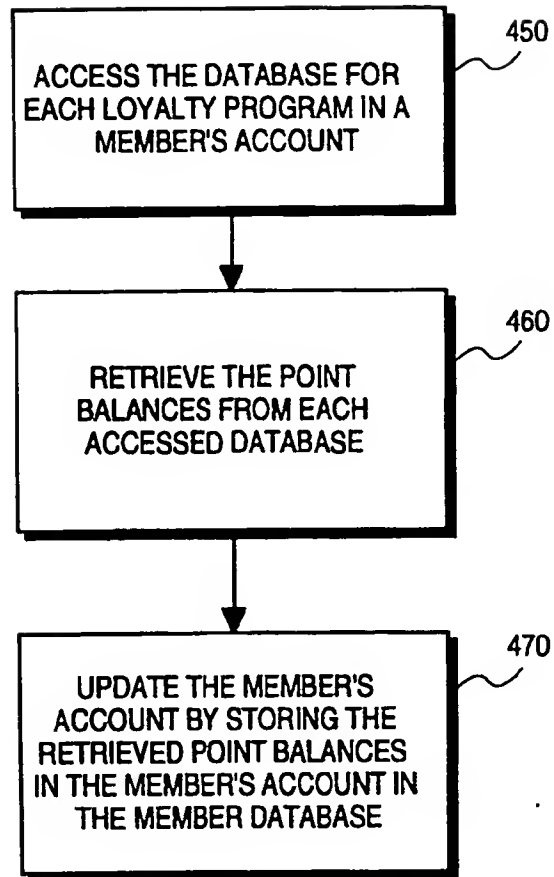 450
ACCESS THE DATABASE FOR
EACH LOYALTY PROGRAM IN A
MEMBER'S ACCOUNT
460
RETRIEVE THE POINT
BALANCES FROM EACH
ACCESSED DATABASE
470
UPDATE THE MEMBER'S
ACCOUNT BY STORING THE
RETRIEVED POINT BALANCES
IN THE MEMBER'S ACCOUNT IN
THE MEMBER DATABASE